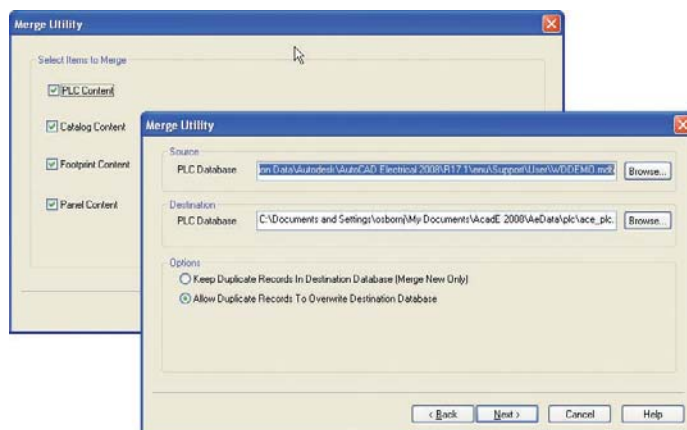 Merge Utility
Select Items to Merge
PLC Content
Catalog Content
Footprint Content
Panel Content
Merge Utility
Source
PLC Database
ion Data\Autodesk\AutoCAD Electrical 2008\R17.1\enu\Support\User\WDDEMO.mdb
Browse...
Destination
PLC Database
C:\Documents and Settings\osbornj\My Documents\AcadE 2008\AeData\plc\ace_plc.
Browse...
Options
Keep Duplicate Records In Destination Database (Merge New Only)
Allow Duplicate Records To Overwrite Destination Database
< Back
Next >
Cancel
Help